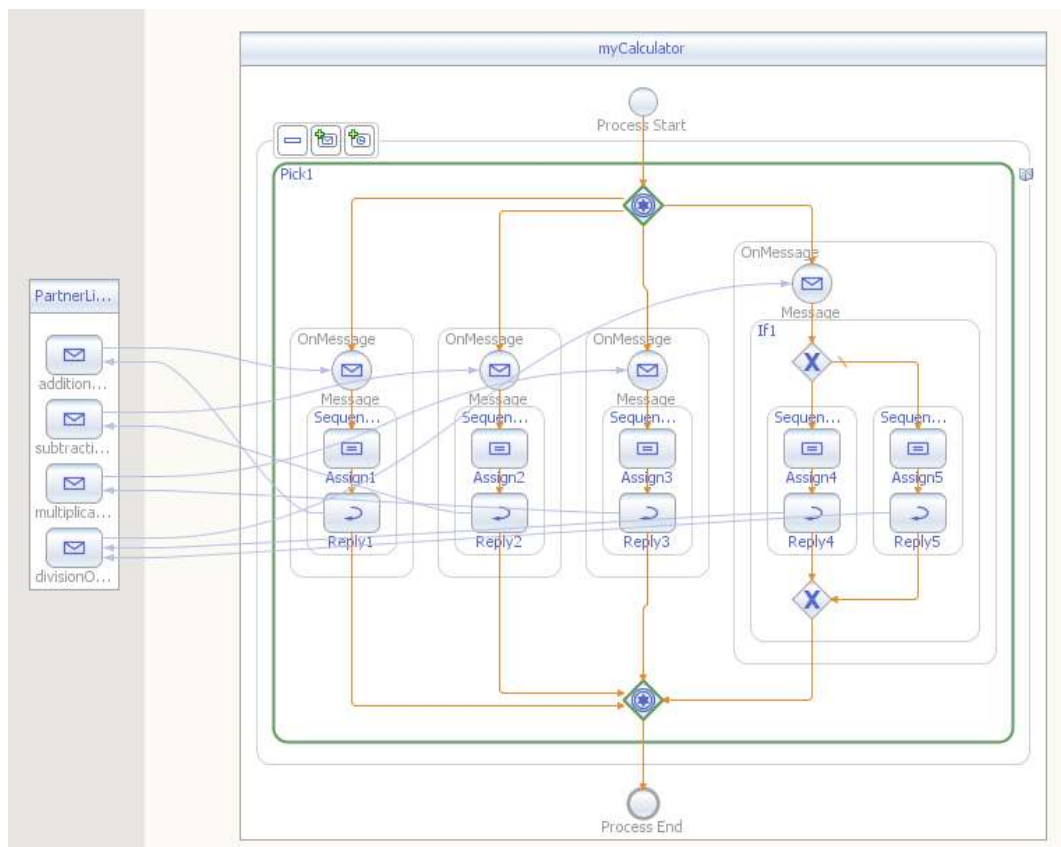 myCalculator
Process Start
Pick1
OnMessage
PartnerLi...
Message
If1
OnMessage
OnMessage
OnMessage
addition...
Message
Message
Message
Sequen...
Sequen...
Sequen...
Sequen...
Sequen...
subtracti...
Assign1
Assign2
Assign3
Assign4
Assign5
multiplica...
Reply1
Reply2
Reply3
Reply4
Reply5
divisionO...
Process End